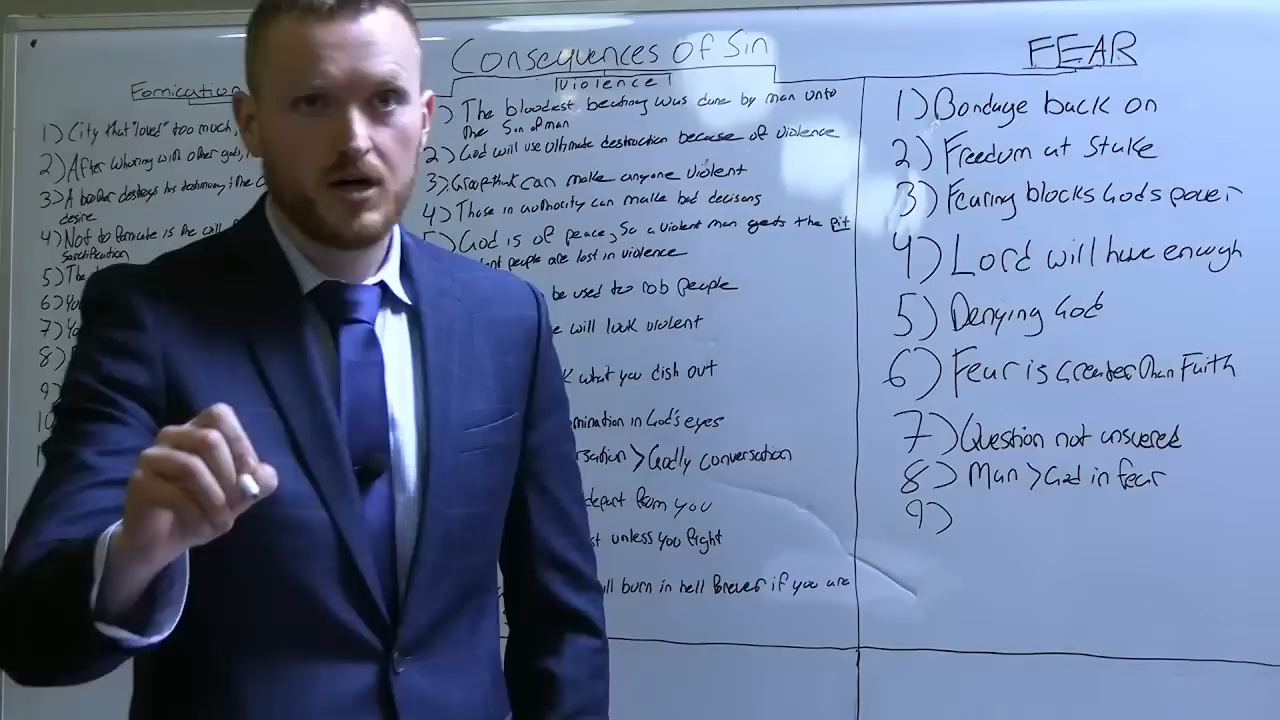 Consequences of Sin
Fornication
1) City that "loved" too much,
2) After whoring with other gods,
3) A brother destroys his testimony & the
desire
4) Not to fornicate is the will
Sanctification
5) The
6) You
7)
8)
9)
10
Violence
) The bloodest beating was done by man unto
the Son of man
2) God will use ultimate destruction because of violence
3) Group that can make anyone violent
4) Those in authority can make bad decisions
5) God is of peace, so a violent man gets the pit
ent people are lost in violence
be used to rob people
e will look violent
k what you dish out
mination in God's eyes
rsation > Godly conversation
depart from you
st unless you fight
ll burn in hell forever if you are
FEAR
1) Bondage back on
2) Freedom at Stake
3) Fearing blocks Gods power
4) Lord will have enough
5) Denying God
6) Fear is Greater Than Faith
7) Question not answered
8) Man > God in fear
9)